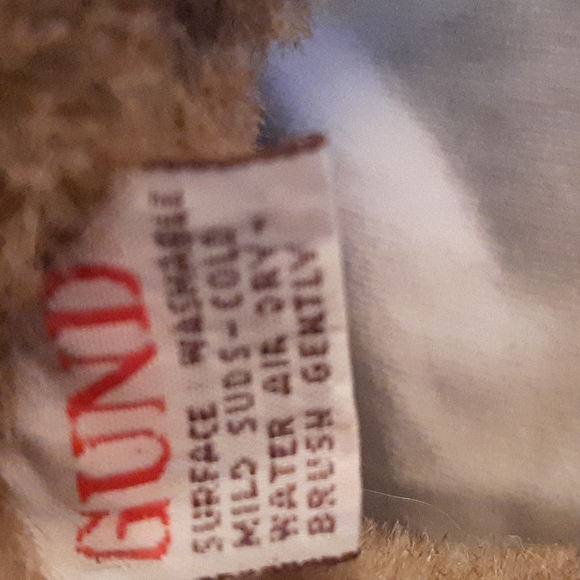 GUND
SURFACE WASHABLE
MILD SUDS-COLD
WATER AIR DRY +
BRUSH GENTLY